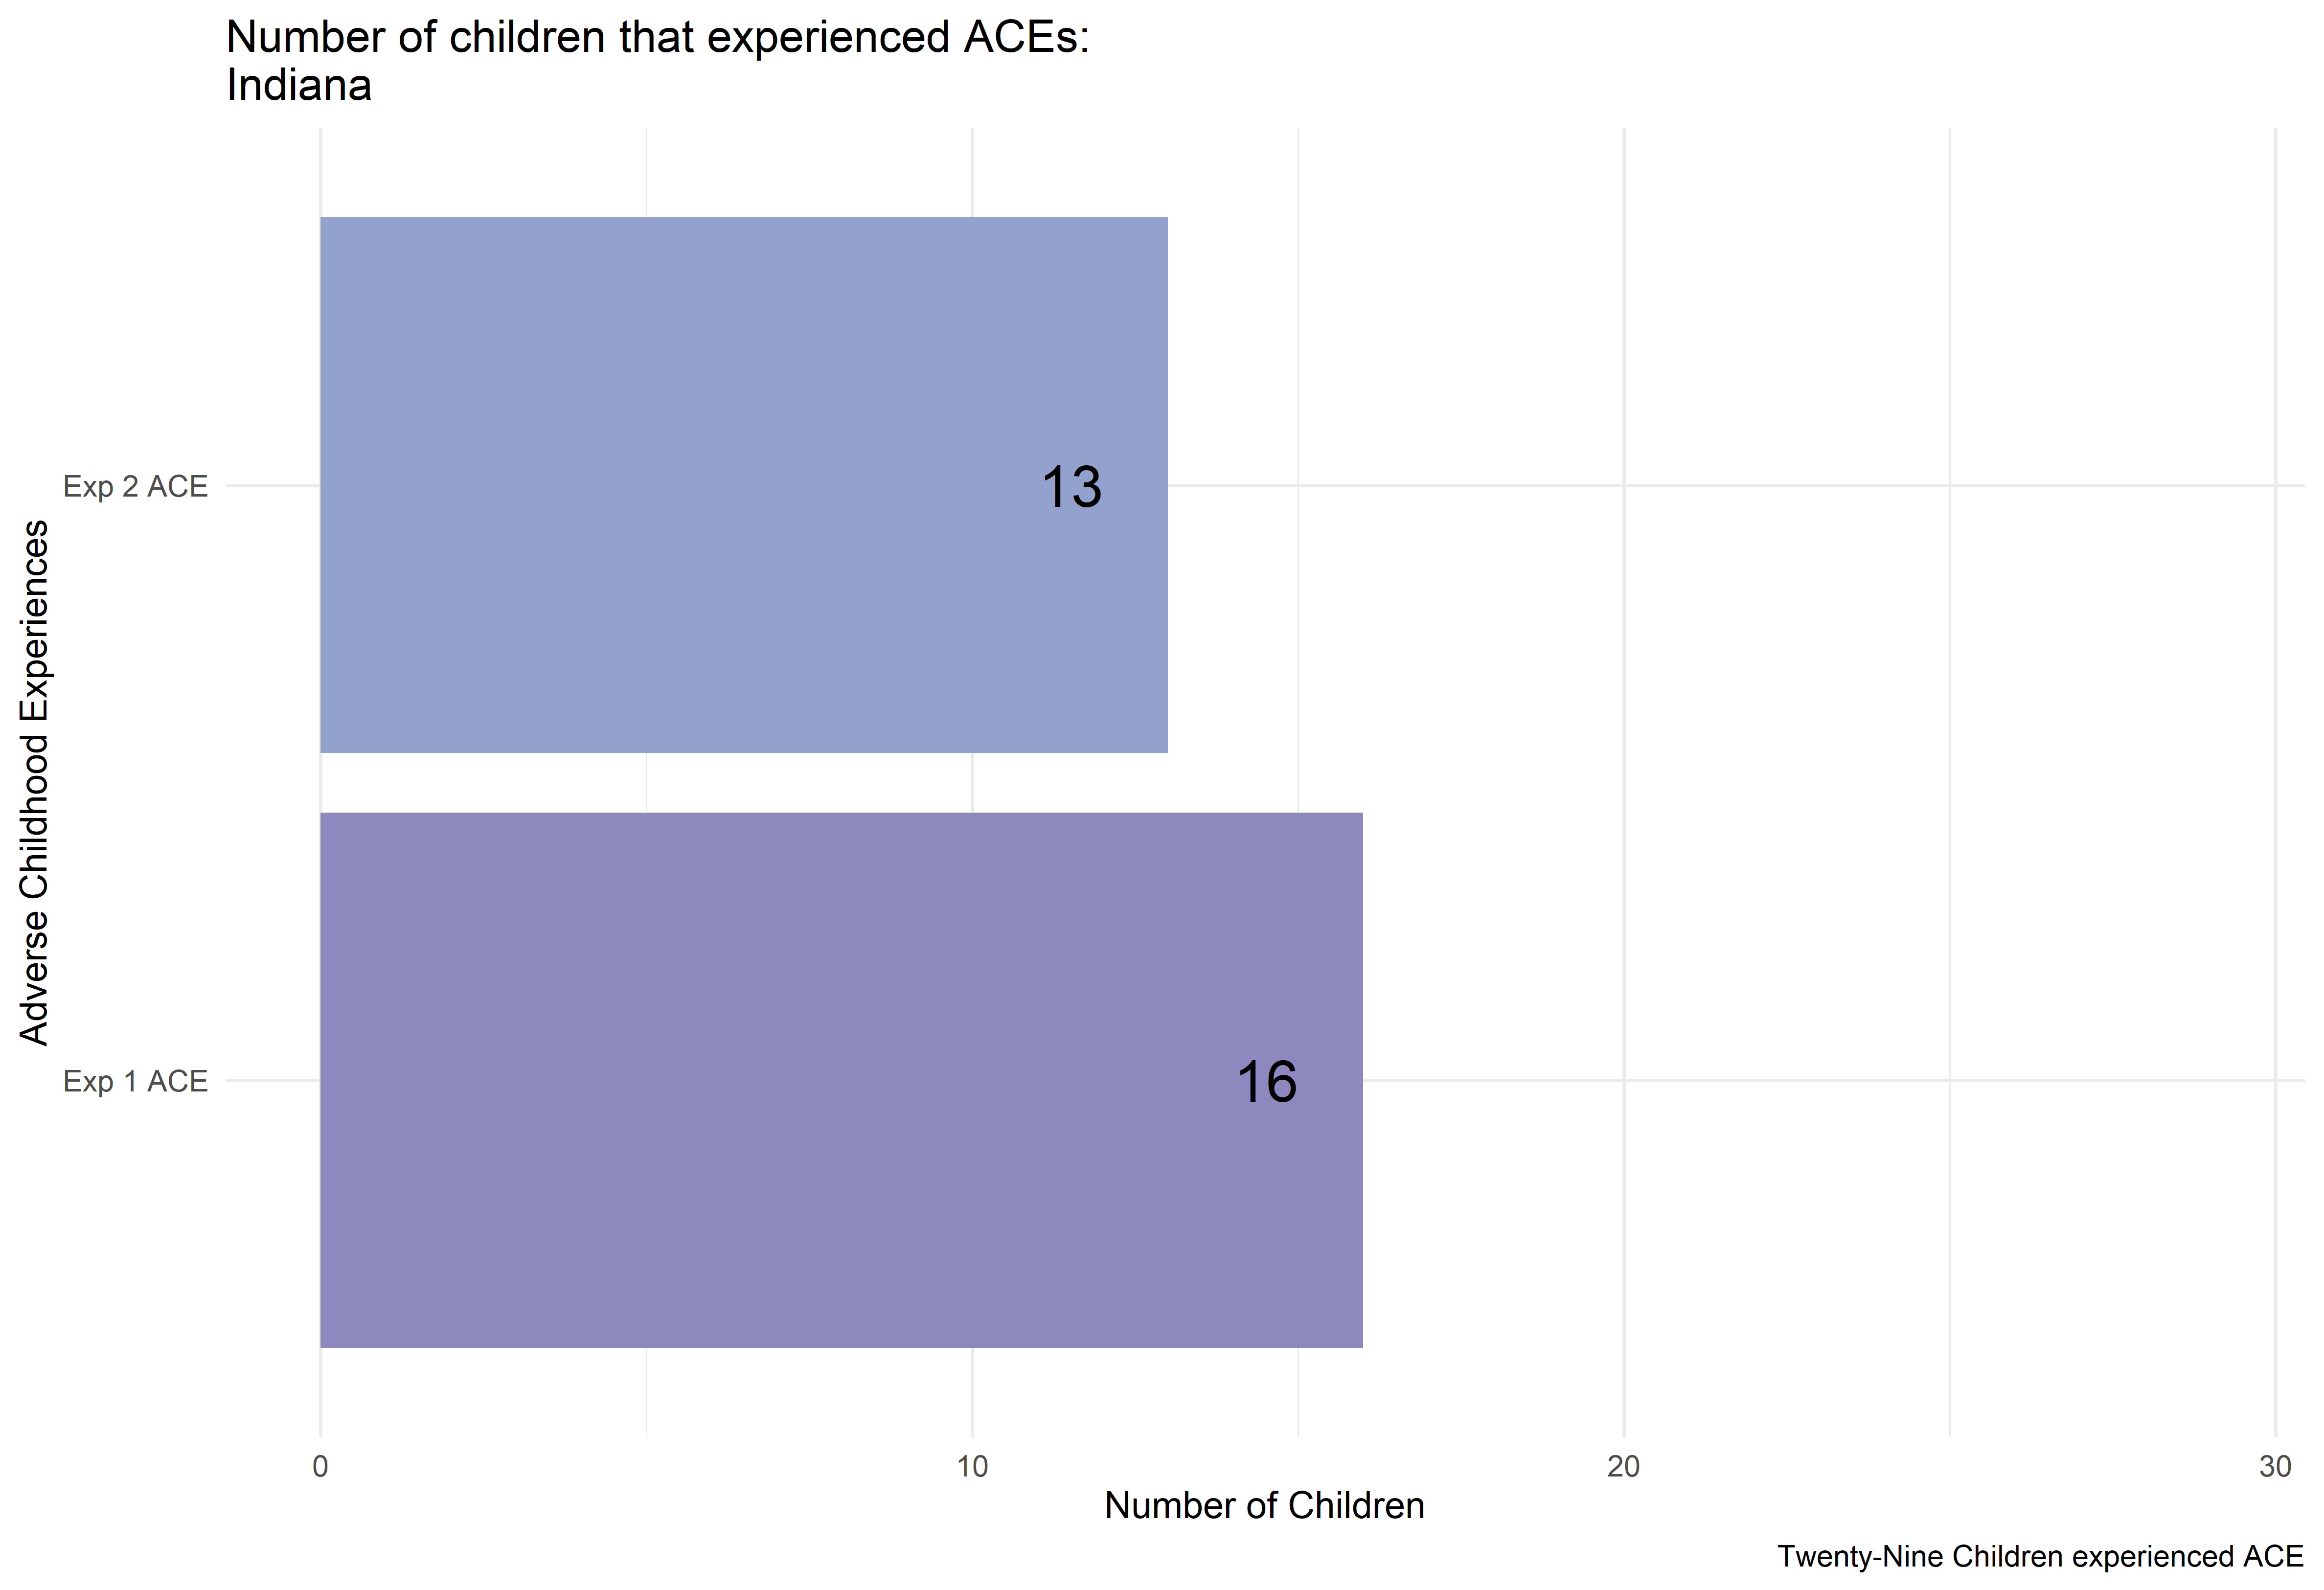 Number of children that experienced ACEs:
Indiana
Adverse Childhood Experiences
Exp 2 ACE
13
Exp 1 ACE
16
0
10
20
30
Number of Children
Twenty-Nine Children experienced ACE